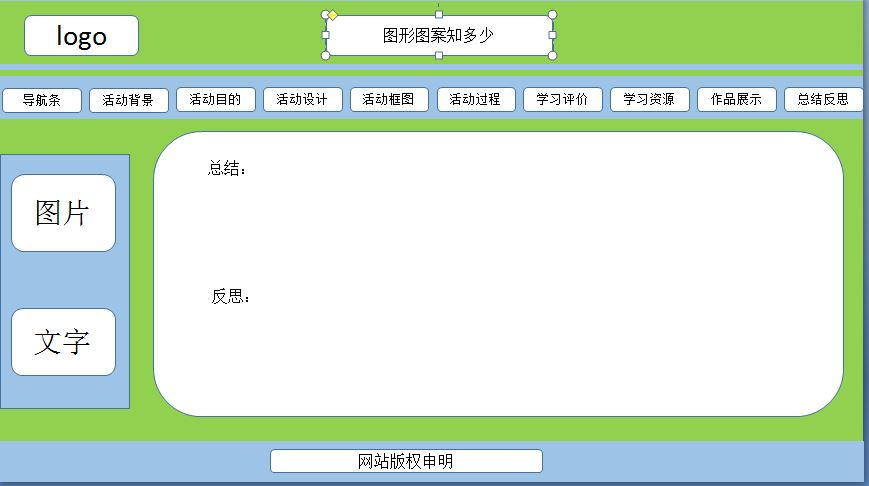 logo
图形图案知多少
导航条 活动背景 活动目的 活动设计 活动框图 活动过程 学习评价 学习资源 作品展示 总结反思
图片
文字
总结：
反思：
网站版权申明